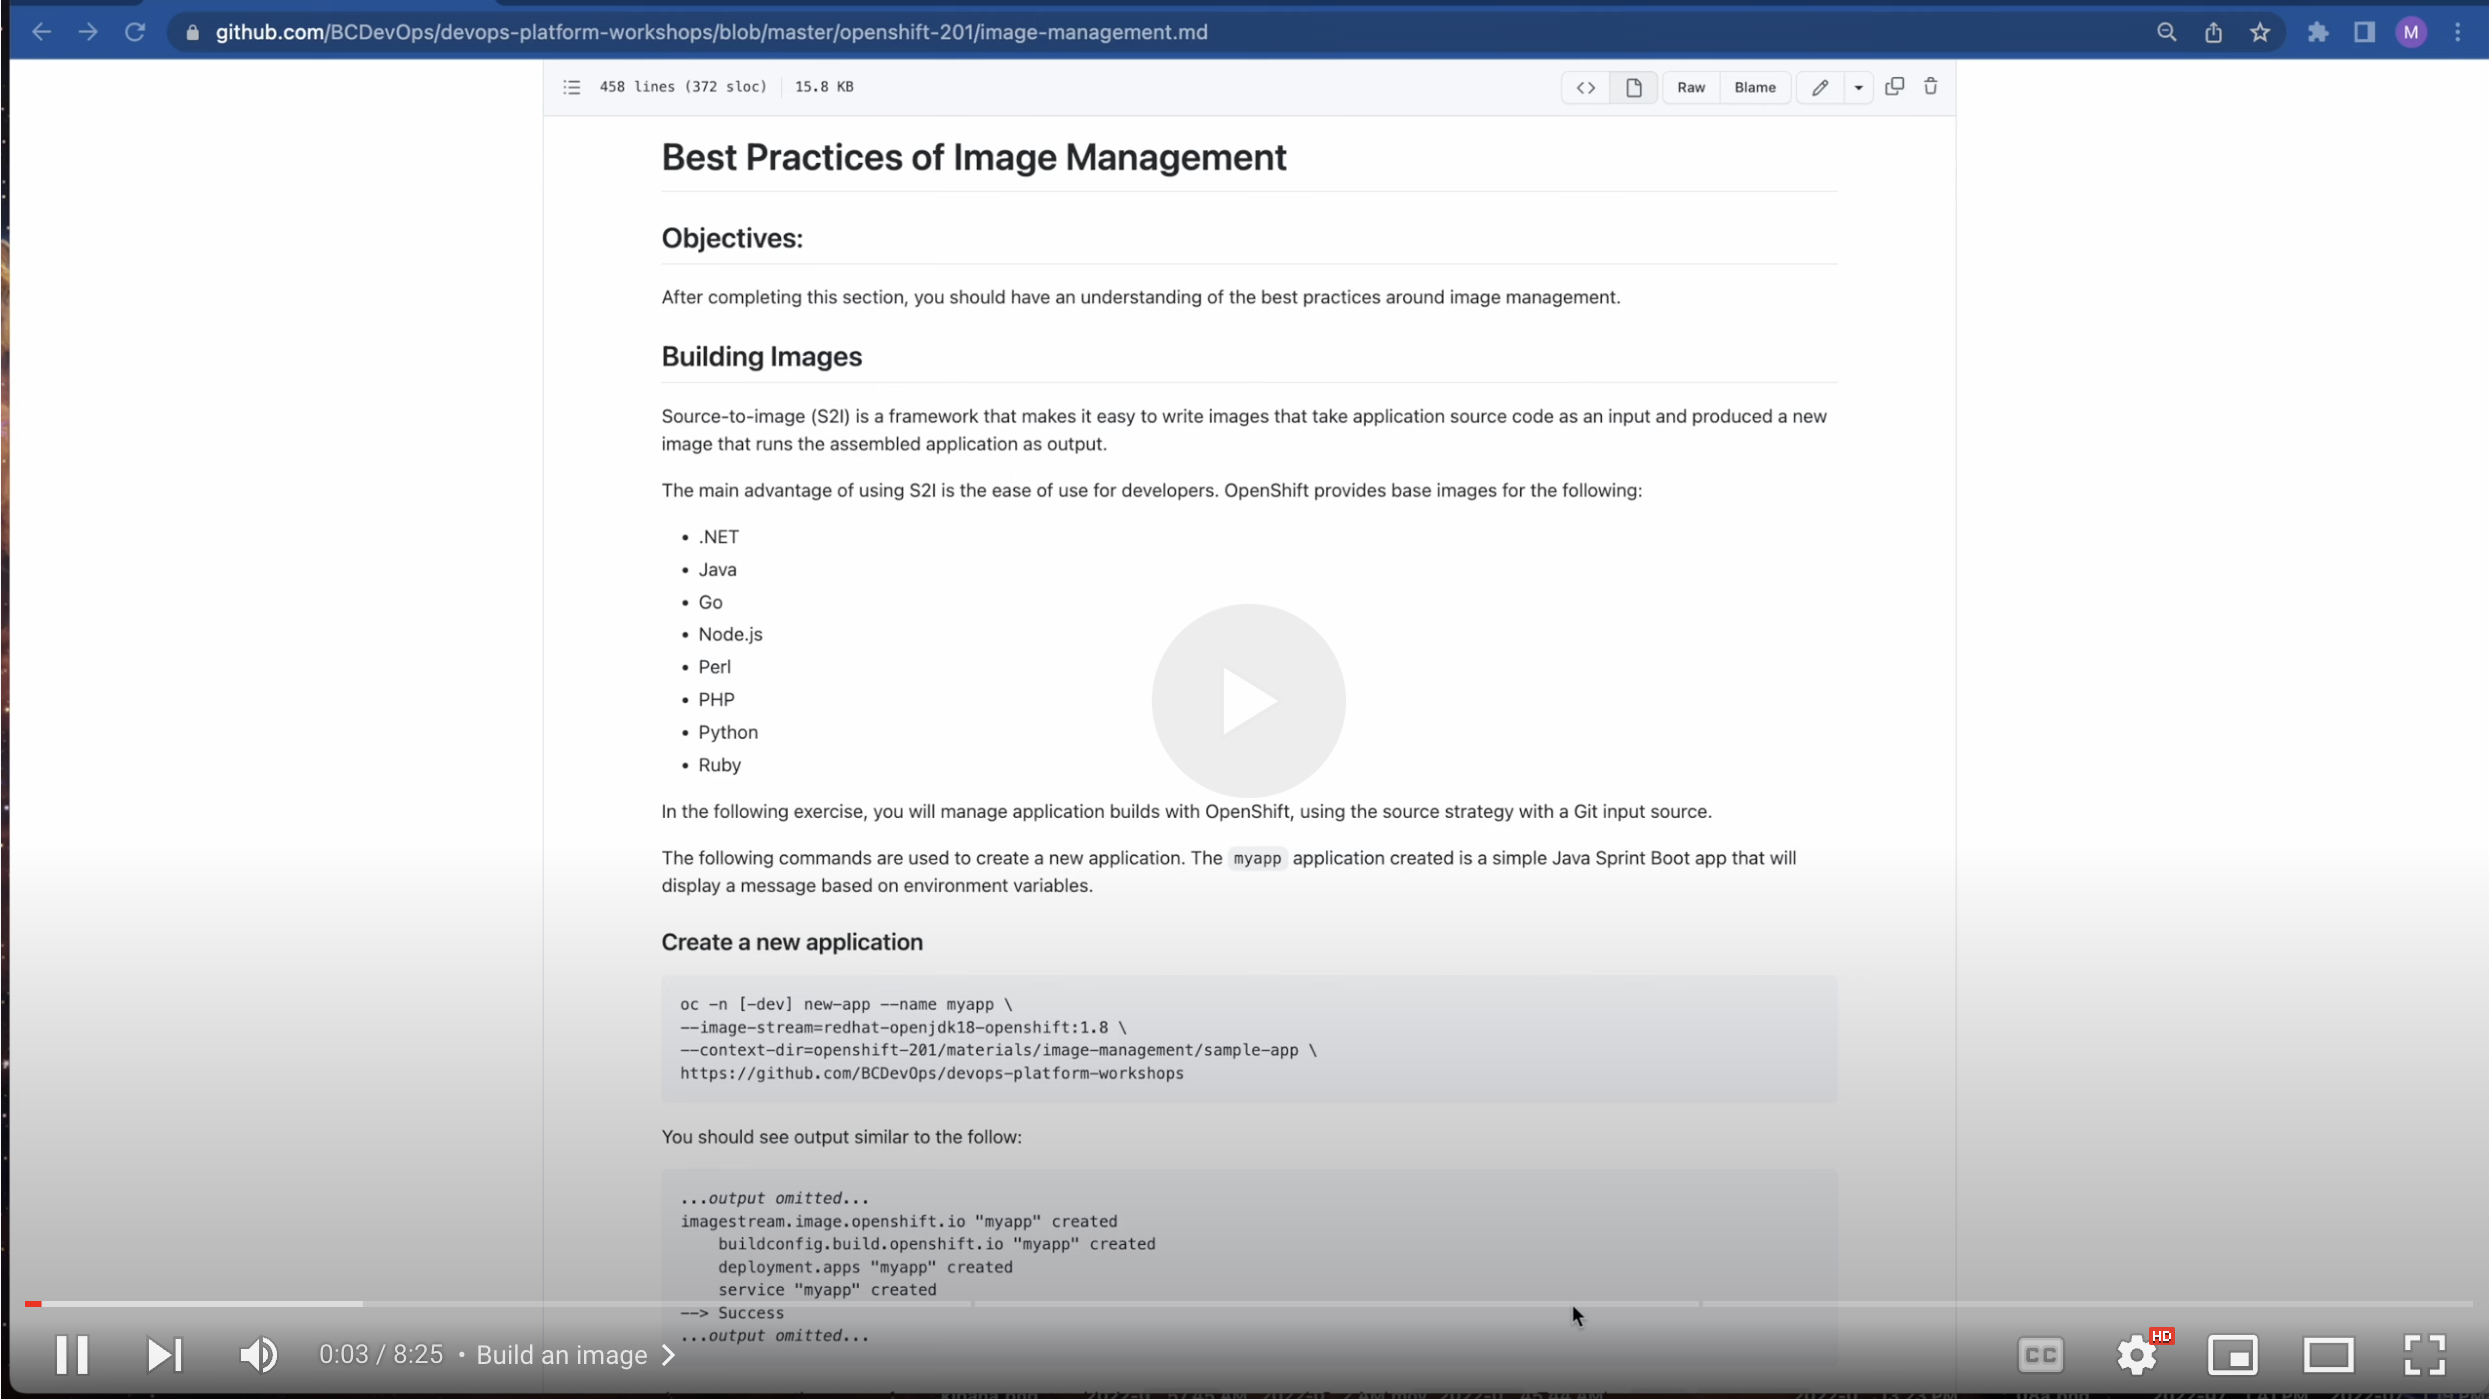 github.com/BCDevOps/devops-platform-workshops/blob/master/openshift-201/image-management.md
M
458 lines (372 sloc) 15.8 KB
<> Raw Blame
Best Practices of Image Management
Objectives:
After completing this section, you should have an understanding of the best practices around image management.
Building Images
Source-to-image (S2I) is a framework that makes it easy to write images that take application source code as an input and produced a new
image that runs the assembled application as output.
The main advantage of using S2I is the ease of use for developers. OpenShift provides base images for the following:
• .NET
• Java
• Go
• Node.js
• Perl
• PHP
• Python
• Ruby
In the following exercise, you will manage application builds with OpenShift, using the source strategy with a Git input source.
The following commands are used to create a new application. The myapp application created is a simple Java Sprint Boot app that will
display a message based on environment variables.
Create a new application
oc -n [-dev] new-app --name myapp \
--image-stream=redhat-openjdk18-openshift:1.8 \
--context-dir=openshift-201/materials/image-management/sample-app \
https://github.com/BCDevOps/devops-platform-workshops
You should see output similar to the follow:
...output omitted...
imagestream.image.openshift.io "myapp" created
buildconfig.build.openshift.io "myapp" created
deployment.apps "myapp" created
service "myapp" created
--> Success
...output omitted...
0:03 / 8:25 • Build an image
CC
HD